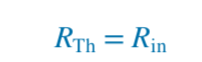 R_Th = R_in